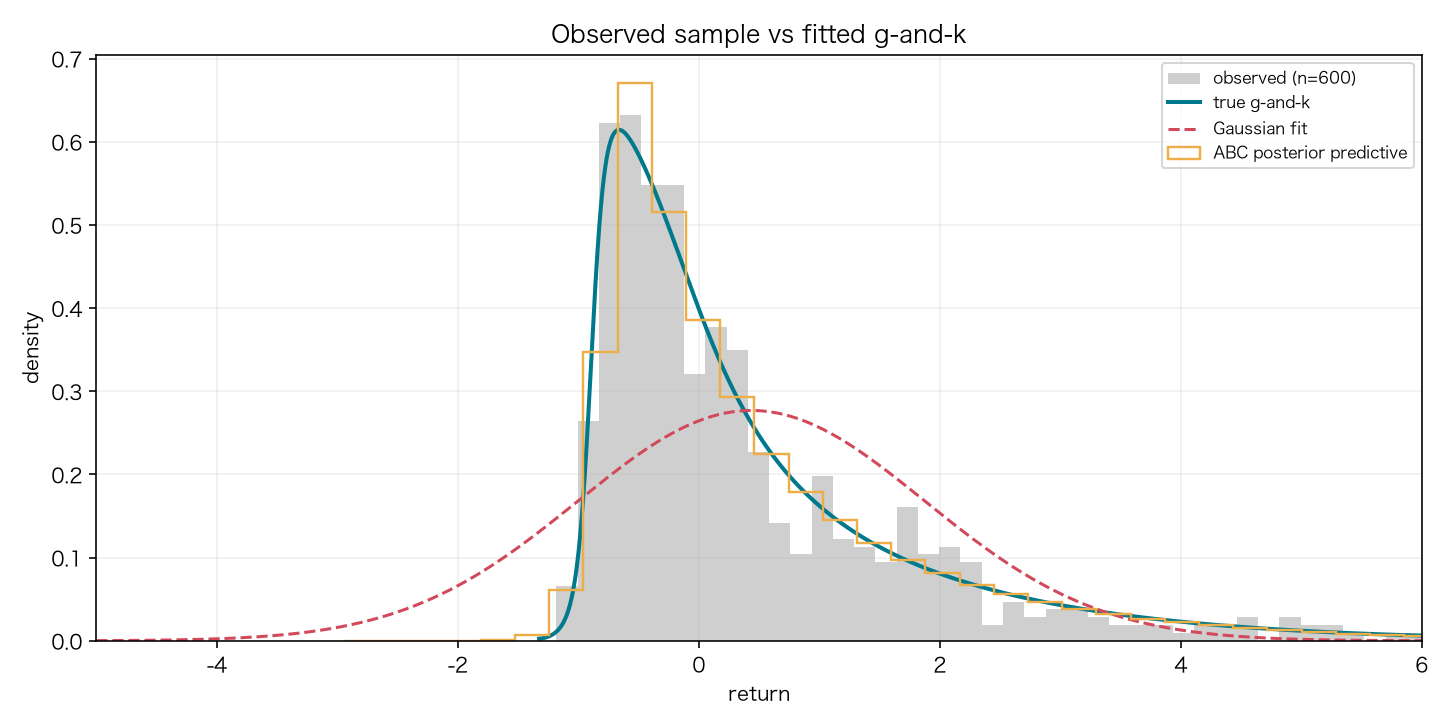 Observed sample vs fitted g-and-k
0.7
0.6
0.5
0.4
0.3
0.2
0.1
0.0
density
-4
-2
0
2
4
6
return
observed (n=600)
true g-and-k
Gaussian fit
ABC posterior predictive